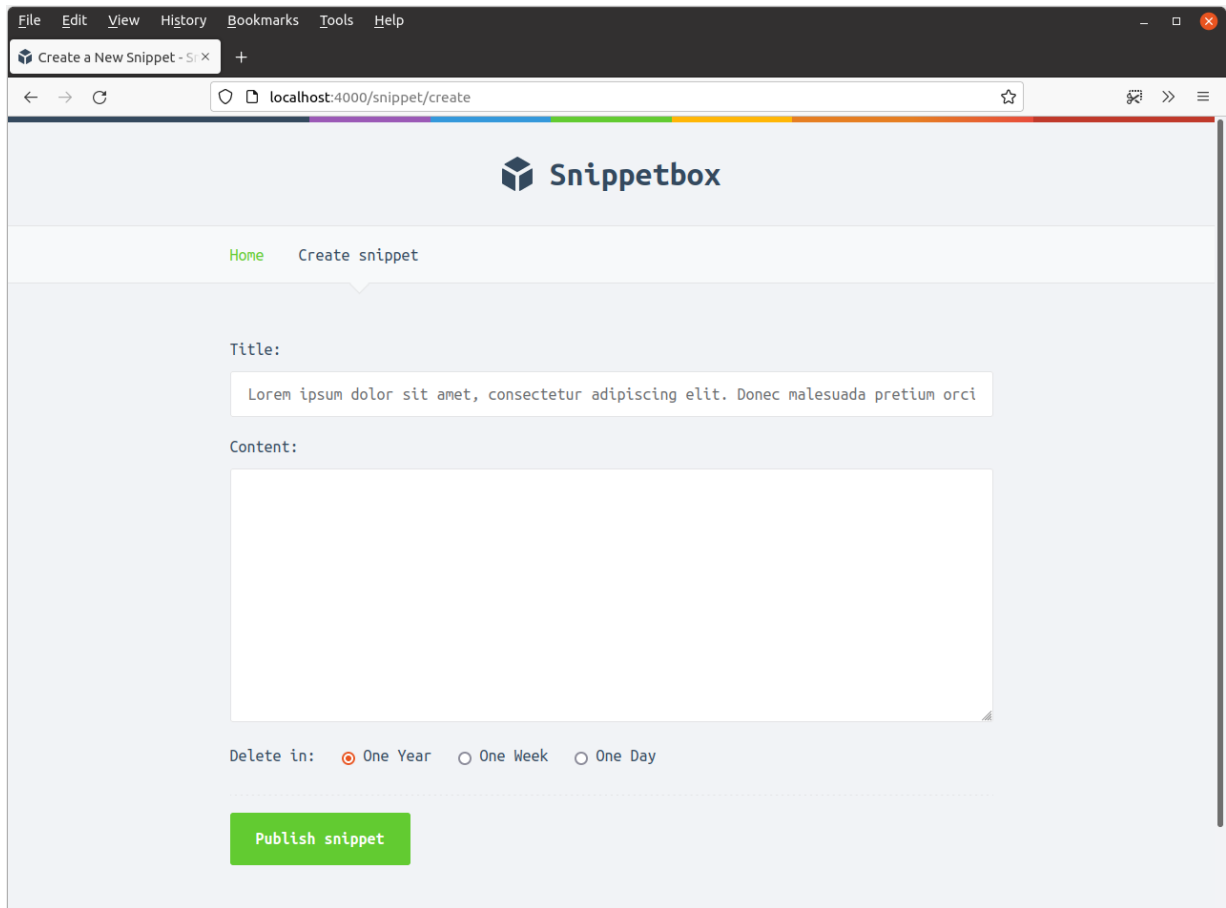 File Edit View History Bookmarks Tools Help
Create a New Snippet - Sn
localhost:4000/snippet/create
Snippetbox
Home Create snippet
Title:
Lorem ipsum dolor sit amet, consectetur adipiscing elit. Donec malesuada pretium orci
Content:
Delete in: One Year One Week One Day
Publish snippet